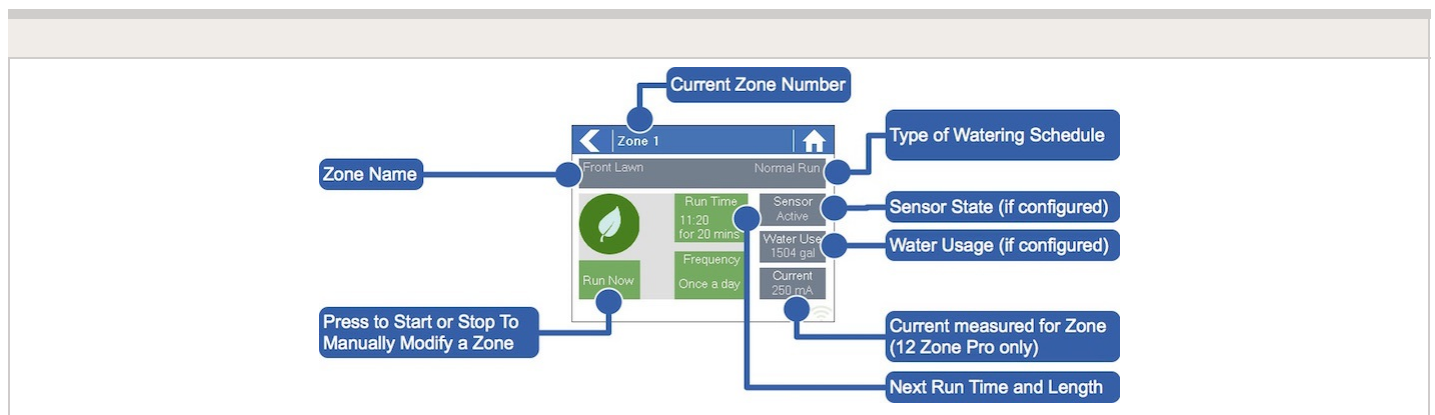 Current Zone Number
Type of Watering Schedule
Zone 1
Zone Name
Front Lawn
Normal Run
Run Time
11:20
for 20 mins
Sensor
Active
Sensor State (if configured)
Water Use
1504 gal
Water Usage (if configured)
Frequency
Once a day
Run Now
Current
250 mA
Press to Start or Stop To
Manually Modify a Zone
Current measured for Zone
(12 Zone Pro only)
Next Run Time and Length